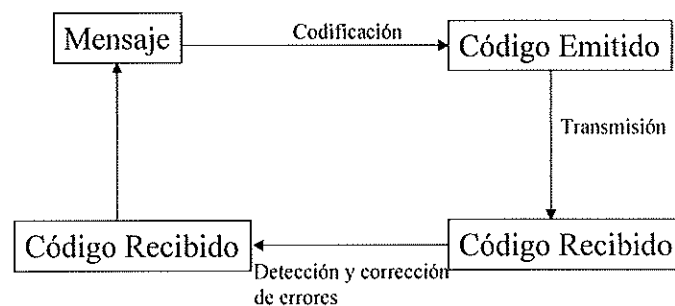 Mensaje
Codificación
Código Emitido
Transmisión
Código Recibido
Código Recibido
Detección y corrección
de errores